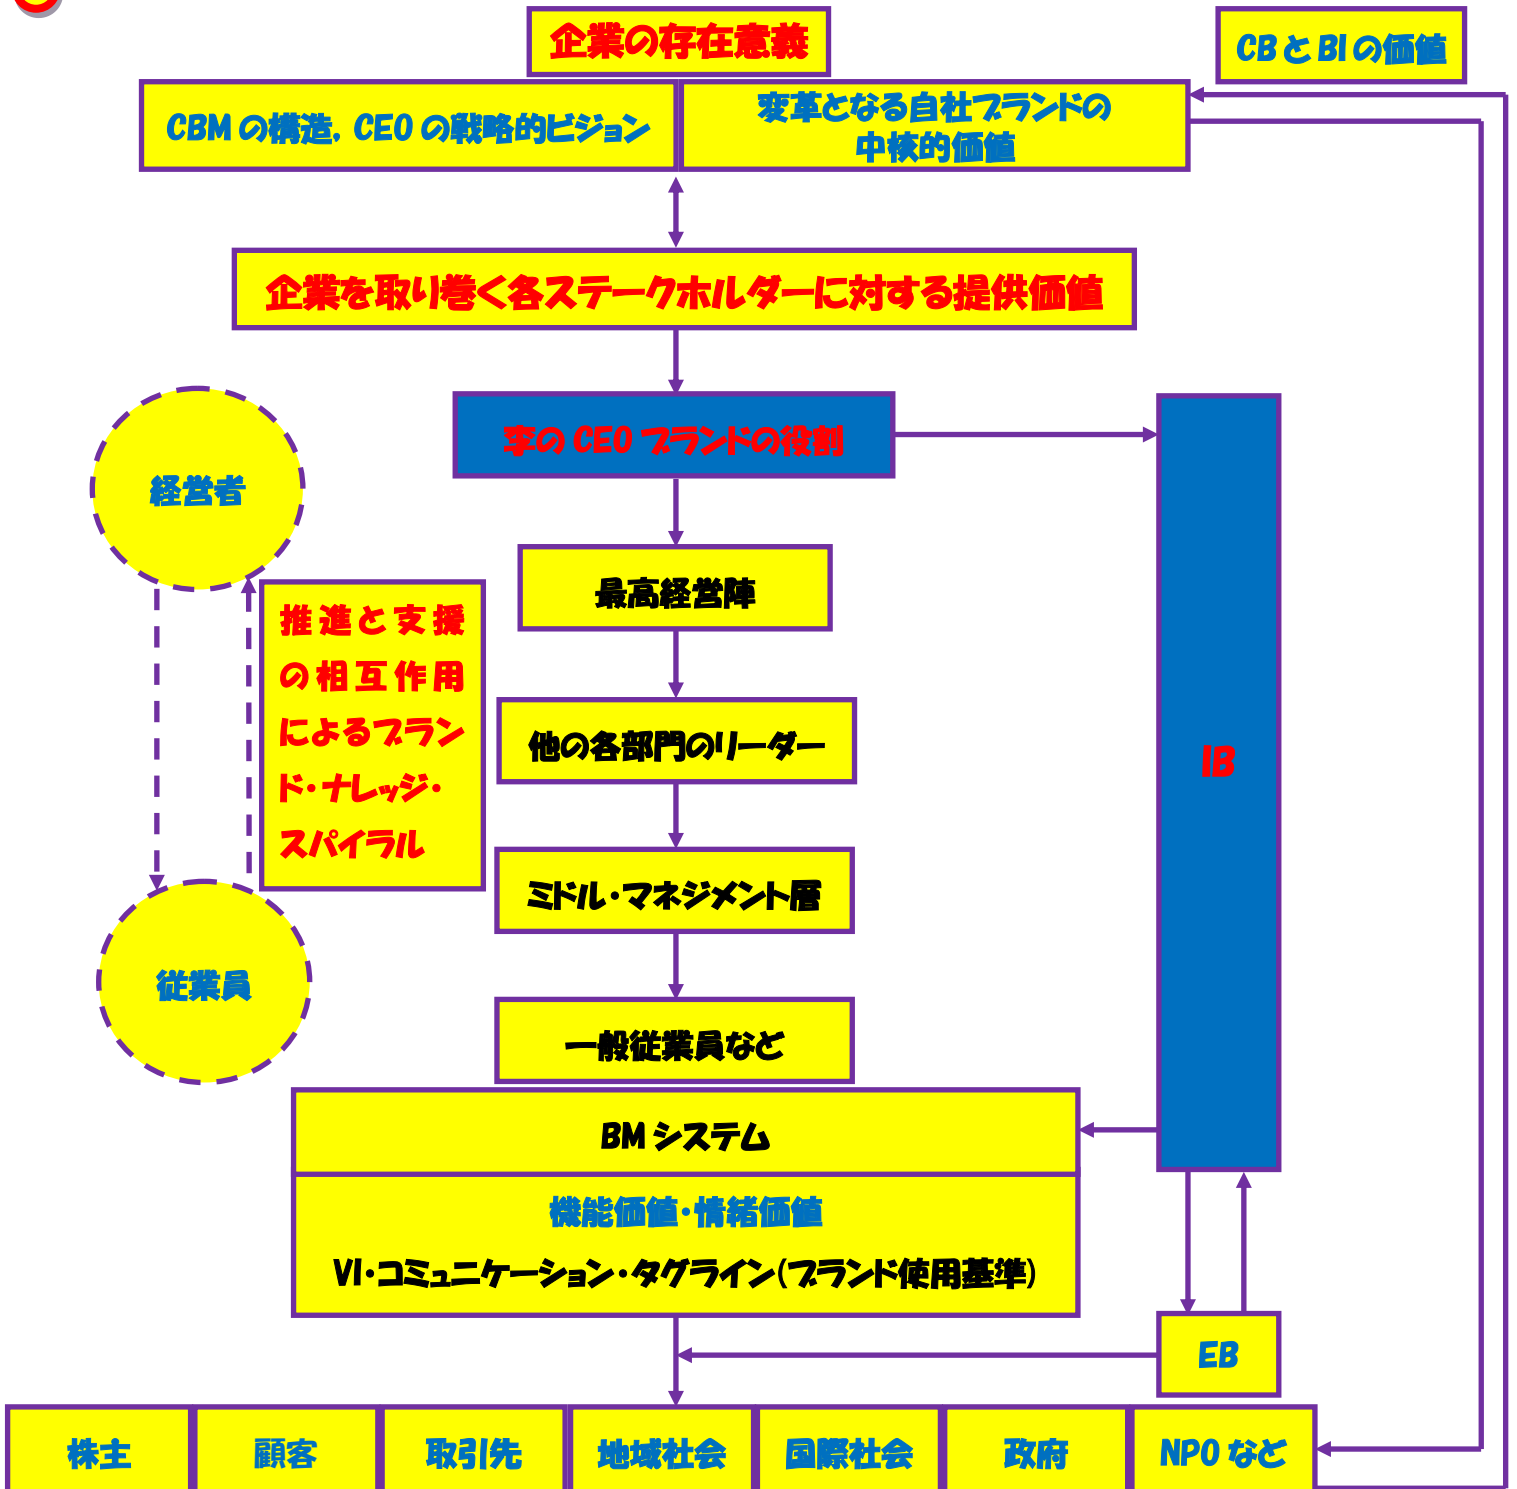 企業の存在意義
CBとBIの価値
CBMの構造，CEOの戦略的ビジョン
変革となる自社ブランドの
中核的価値
企業を取り巻く各ステークホルダーに対する提供価値
李のCEOブランドの役割
経営者
最高経営陣
推進と支援
の相互作用
によるブラン
ド・ナレッジ・
スパイラル
他の各部門のリーダー
IB
ミドル・マネジメント層
従業員
一般従業員など
BMシステム
機能価値・情緒価値
VI・コミュニケーション・タグライン(ブランド使用基準)
EB
株主
顧客
取引先
地域社会
国際社会
政府
NPOなど